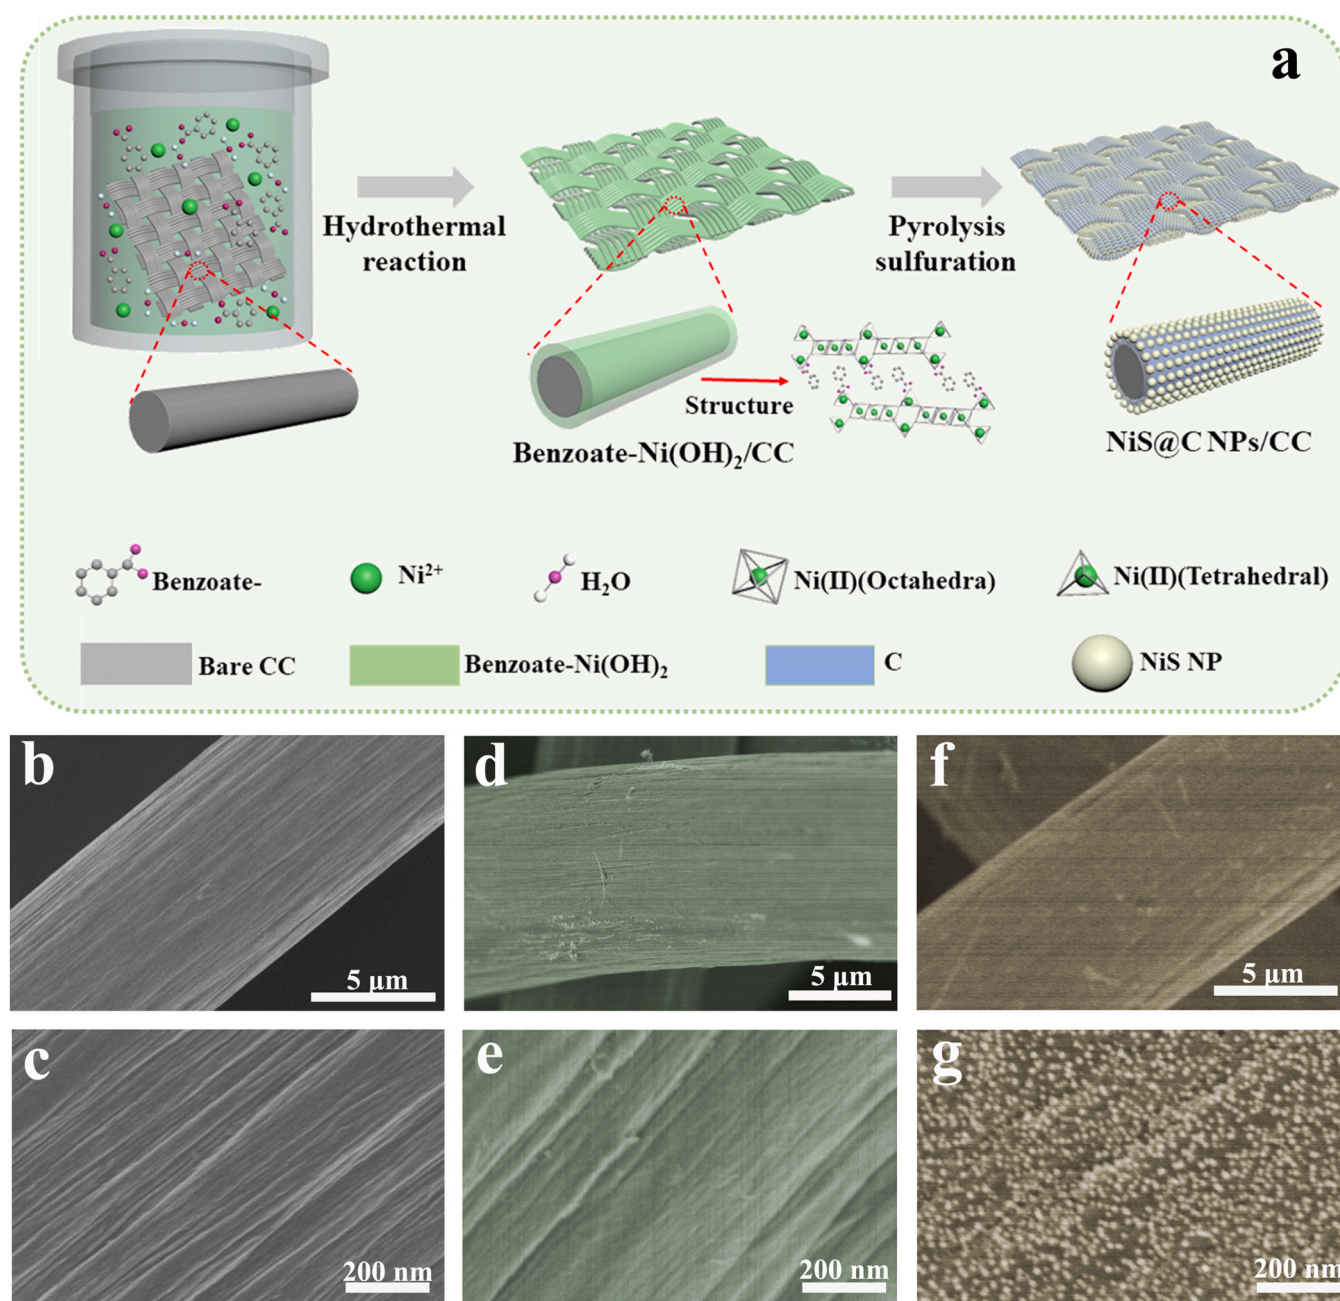 a
Hydrothermal
reaction
Pyrolysis
sulfuration
Structure
Benzoate-Ni(OH)₂/CC
NiS@C NPs/CC
Benzoate-
Ni²⁺
H₂O
Ni(II)(Octahedra)
Ni(II)(Tetrahedral)
Bare CC
Benzoate-Ni(OH)₂
C
NiS NP
b
5 μm
d
5 μm
f
5 μm
c
200 nm
e
200 nm
g
200 nm